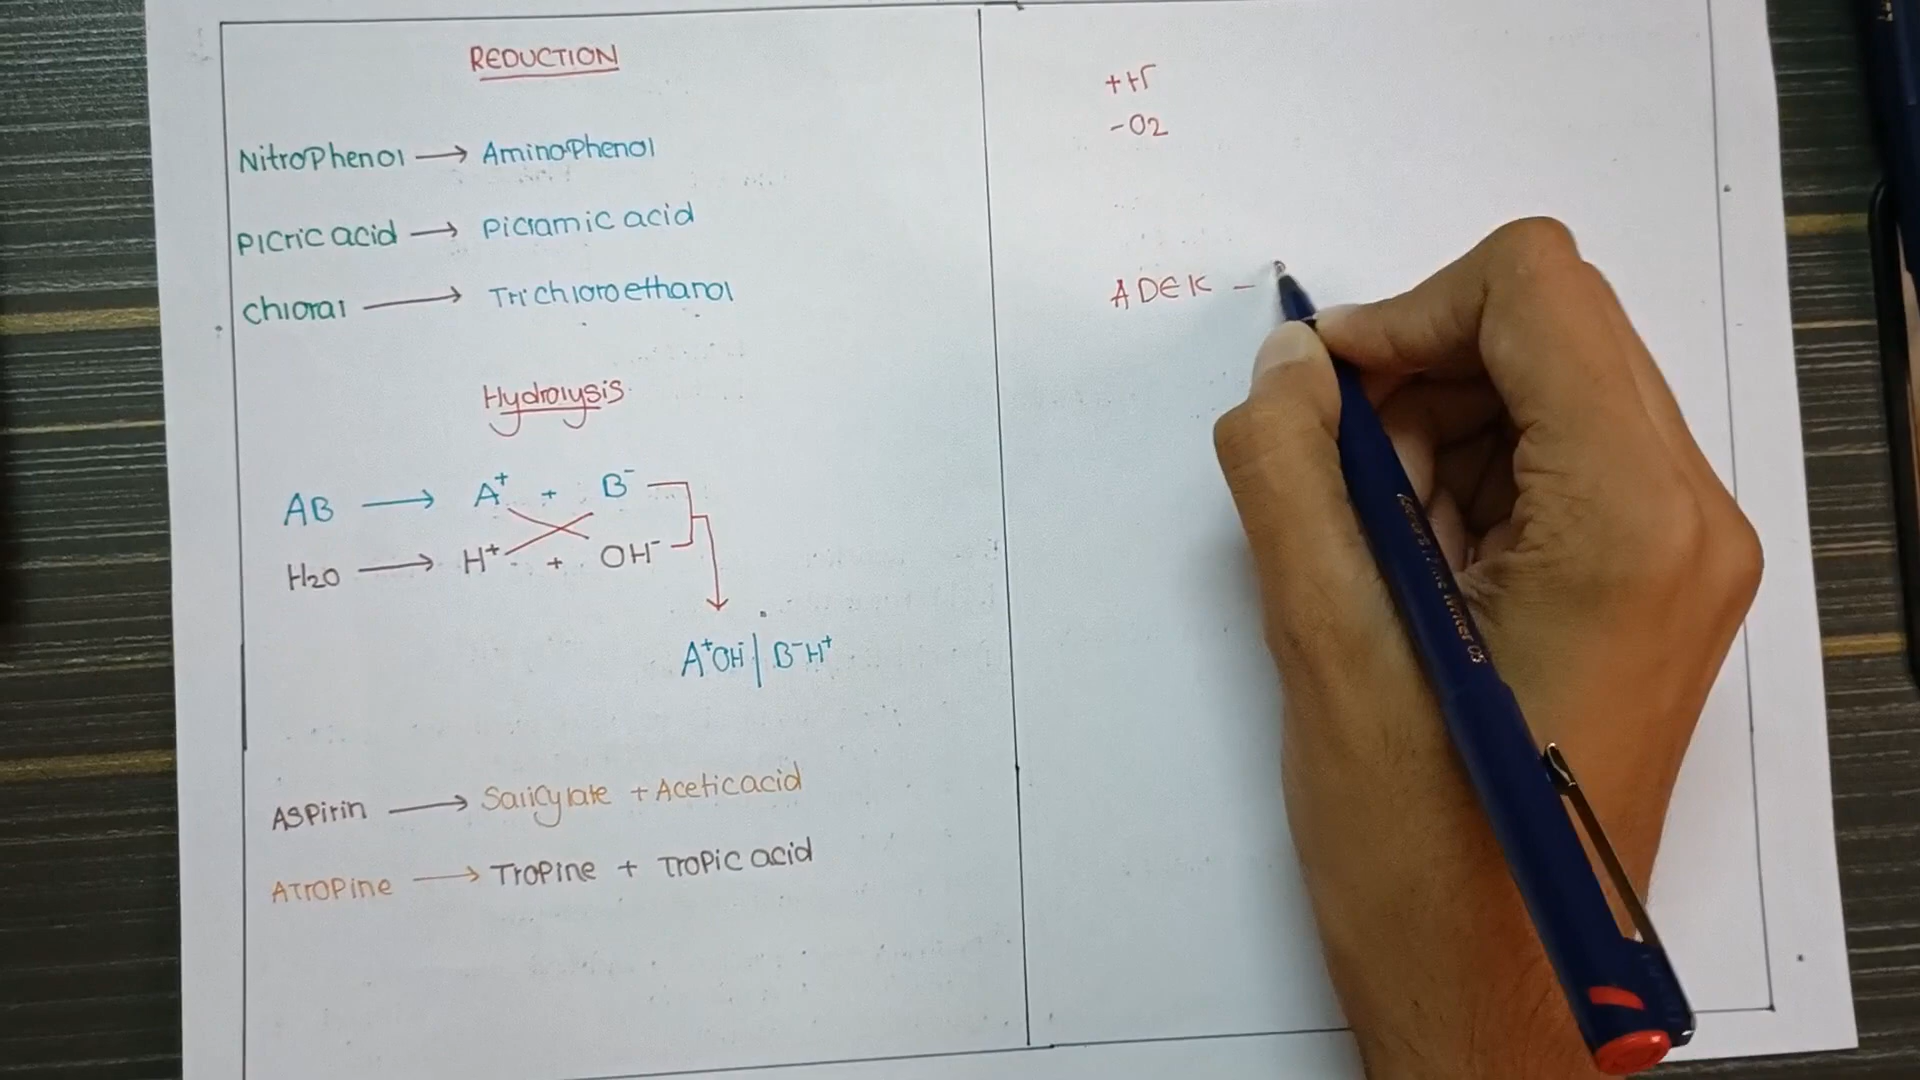 REDUCTION
Nitrophenol → Aminophenol
Picric acid → Picramic acid
Chloral → Trichloroethanol
Hydrolysis
AB → A⁺ + B⁻
H₂O → H⁺ + OH⁻
A⁺OH | B⁻H⁺
Aspirin → Salicylate + Acetic acid
Atropine → Tropine + Tropic acid
-O2
ADEK -